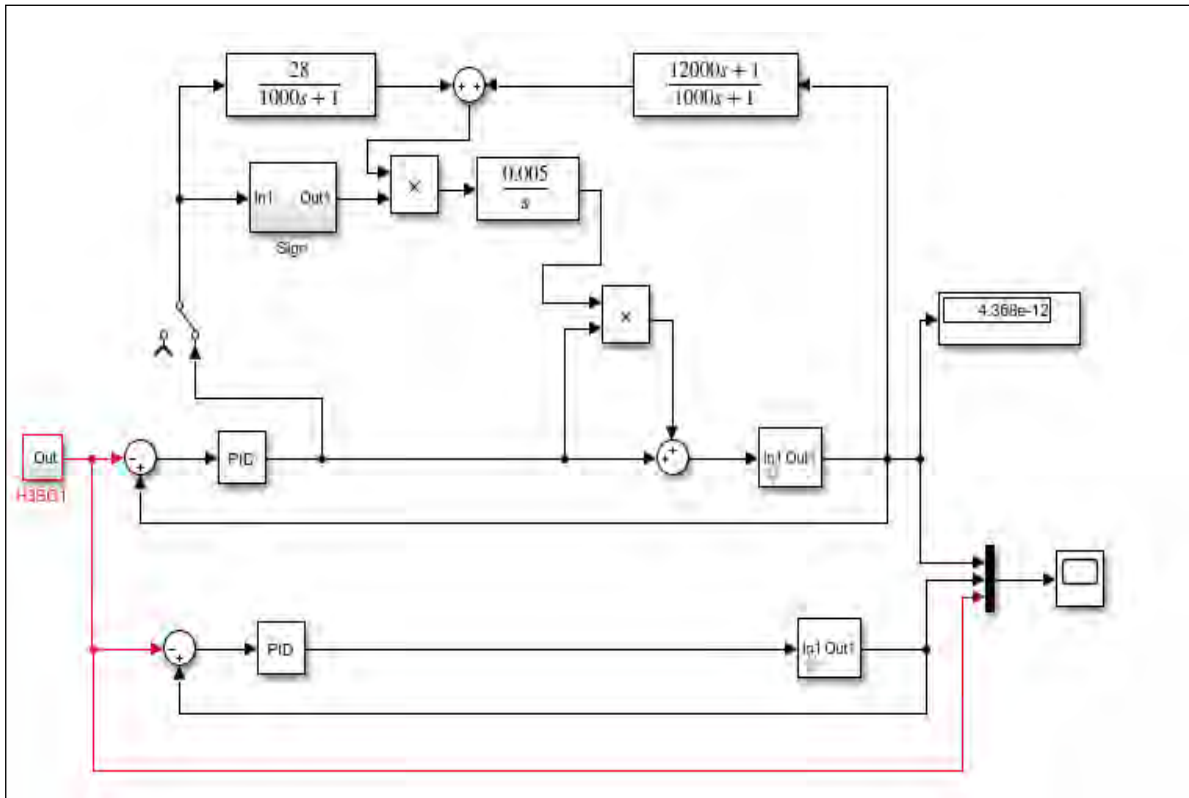 28
1000s + 1
+ +
12000s + 1
1000s + 1
In1 Out1
Sign
×
0.005
s
×
4.368e-12
Out
- +
PID
+ +
In1 Out1
- +
PID
In1 Out1